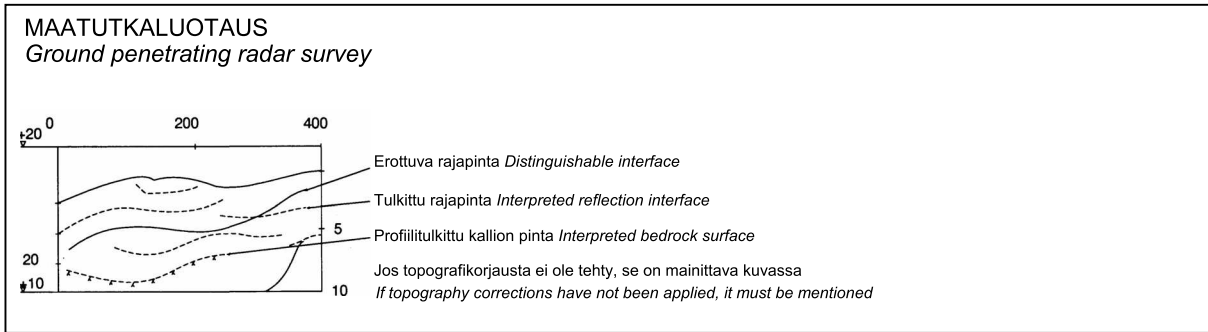 MAATUTKALUOTAUS
Ground penetrating radar survey
0 200 400
+20
Erottuva rajapinta Distinguishable interface
Tulkittu rajapinta Interpreted reflection interface
5
Profiilitulkittu kallion pinta Interpreted bedrock surface
20
Jos topografikorjausta ei ole tehty, se on mainittava kuvassa
+10 10
If topography corrections have not been applied, it must be mentioned